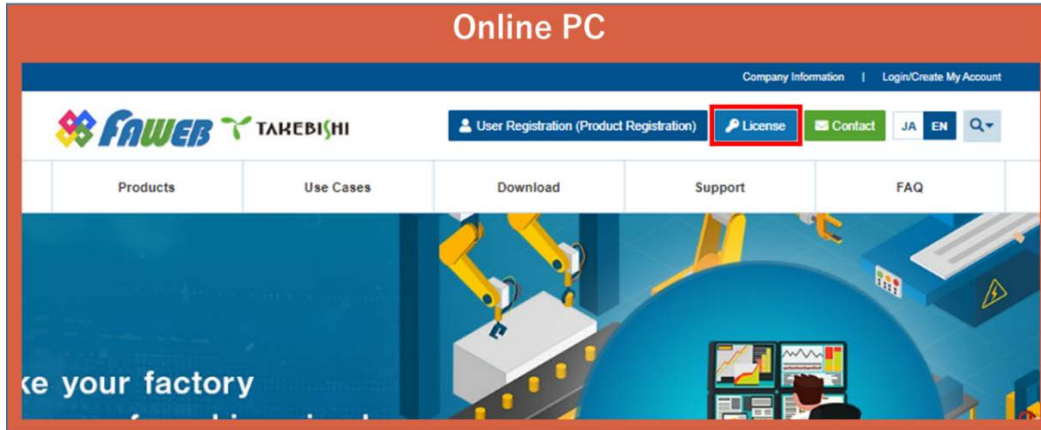 Online PC
Company Information | Login/Create My Account
FAWEB TAKEBISHI User Registration (Product Registration) License Contact JA EN
Products Use Cases Download Support FAQ
ke your factory